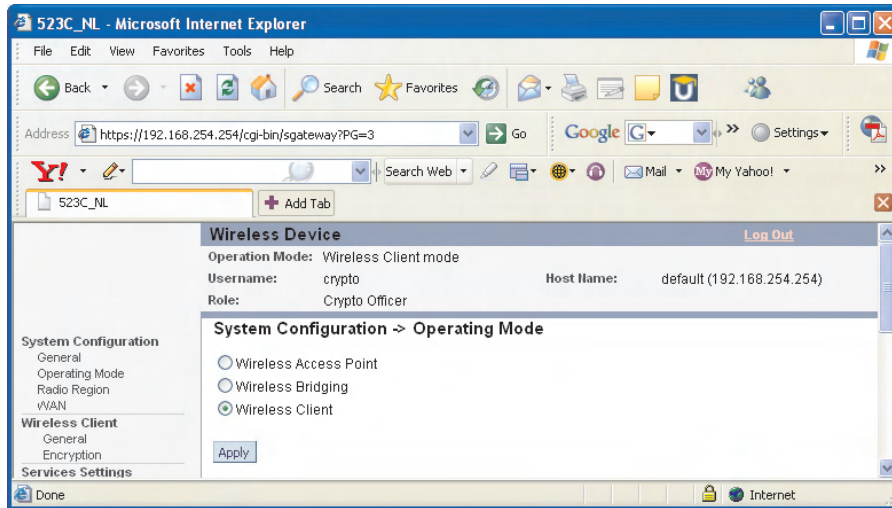 523C_NL - Microsoft Internet Explorer
File Edit View Favorites Tools Help
Back Search Favorites
Address https://192.168.254.254/cgi-bin/sgateway?PG=3 Go Google G Settings
Y! Search Web Mail My My Yahoo!
523C_NL Add Tab
Wireless Device Log Out
Operation Mode: Wireless Client mode
Username: crypto Host Name: default (192.168.254.254)
Role: Crypto Officer
System Configuration -> Operating Mode
Wireless Access Point
Wireless Bridging
Wireless Client
Apply
System Configuration
General
Operating Mode
Radio Region
WAN
Wireless Client
General
Encryption
Services Settings
Done Internet